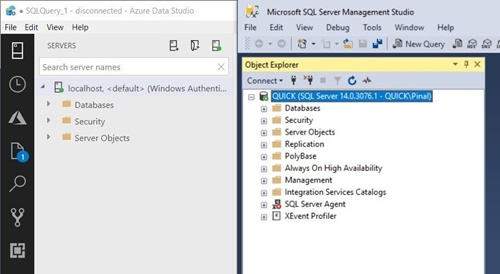 SQLQuery_1 - disconnected - Azure Data Studio
File Edit View Help
SERVERS
Search server names
localhost, <default> (Windows Authenti...
Databases
Security
Server Objects
1
Microsoft SQL Server Management Studio
File Edit View Debug Tools Window Help
New Query
Object Explorer
Connect
QUICK (SQL Server 14.0.3076.1 - QUICK\Pinal)
Databases
Security
Server Objects
Replication
PolyBase
Always On High Availability
Management
Integration Services Catalogs
SQL Server Agent
XEvent Profiler